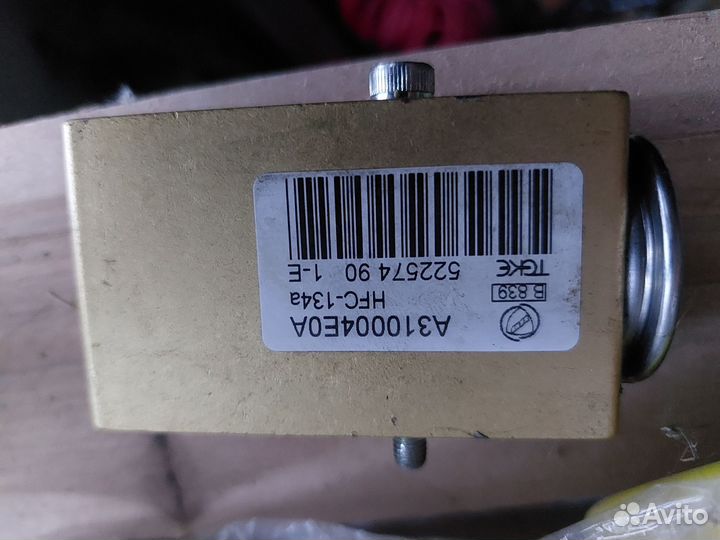 A310004E0A
HFC-134a
B 839
522574 90 1-E
TGKE
Avito